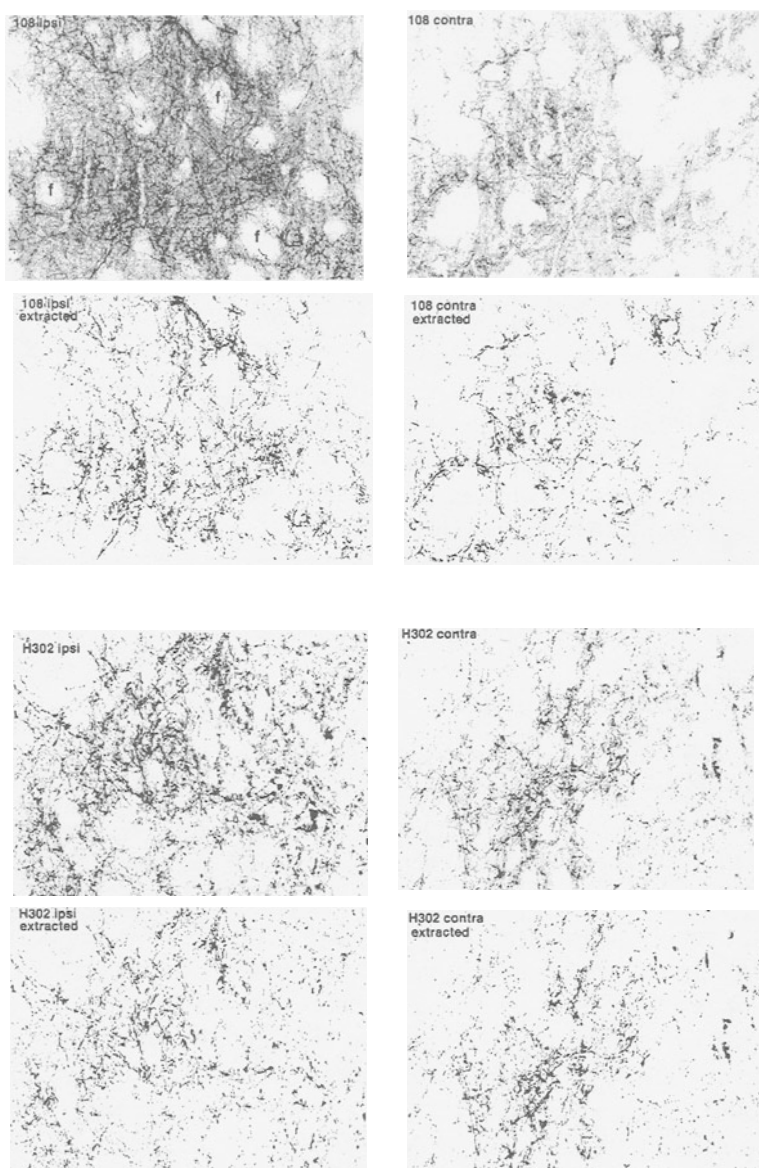 108 ipsi
108 contra
f
f
f
108 ipsi
extracted
108 contra
extracted
H302 ipsi
H302 contra
H302 ipsi
extracted
H302 contra
extracted